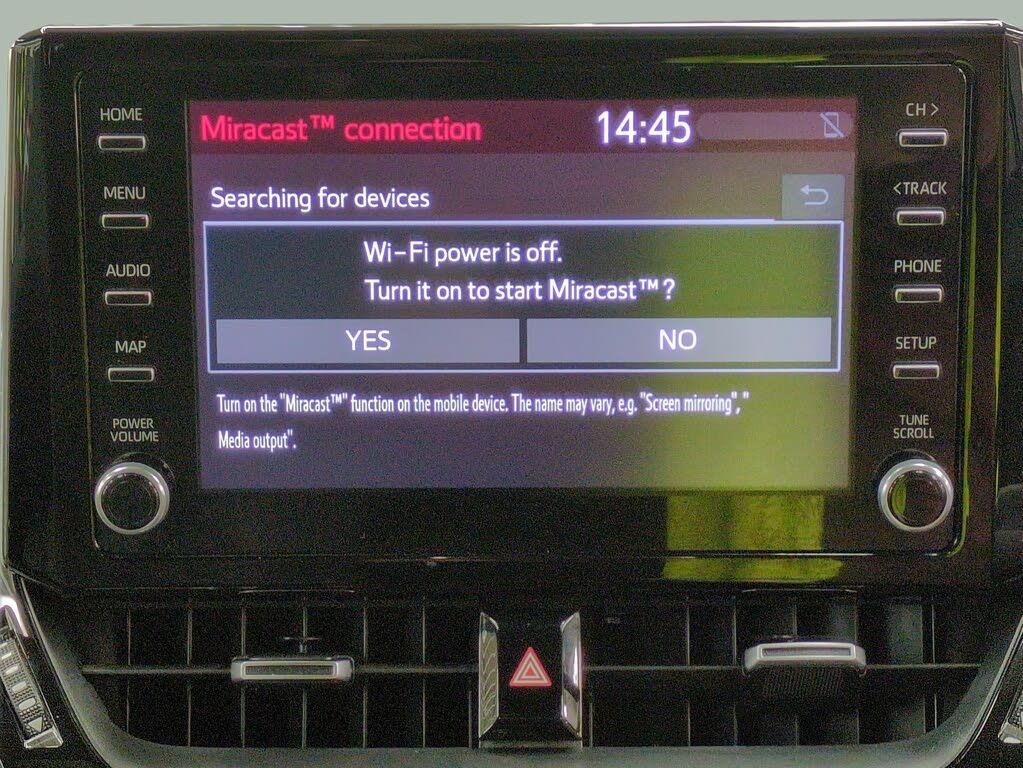 HOME
MENU
AUDIO
MAP
POWER
VOLUME
Miracast™ connection
14:45
Searching for devices
Wi-Fi power is off.
Turn it on to start Miracast™?
YES
NO
Turn on the "Miracast™" function on the mobile device. The name may vary, e.g. "Screen mirroring", "
Media output".
CH >
<TRACK
PHONE
SETUP
TUNE
SCROLL